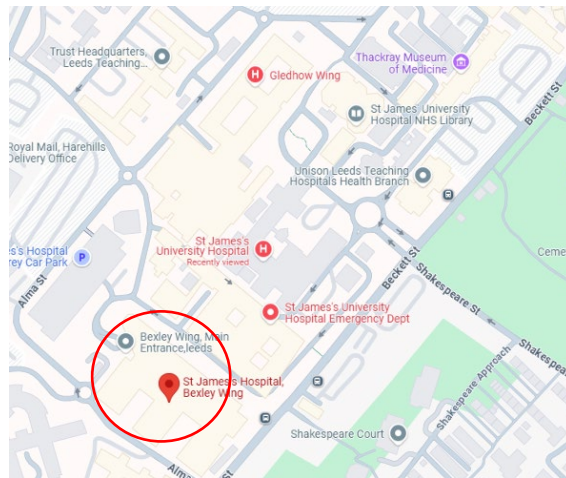 Trust Headquarters,
Leeds Teaching...
Gledhow Wing
Thackray Museum
of Medicine
St James' University
Hospital NHS Library
Beckett St
Royal Mail, Harehills
Delivery Office
Unison Leeds Teaching
Hospitals Health Branch
St James's
University Hospital
Recently viewed
es's Hospital
rey Car Park
P
H
H
Alma St
Beckett St
Shakespeare St
Ceme
St James's University
Hospital Emergency Dept
Bexley Wing, Main
Entrance,leeds
St James's Hospital,
Bexley Wing
Shakespeare Court
Shakespeare Approach
Shakespea
Alma
St